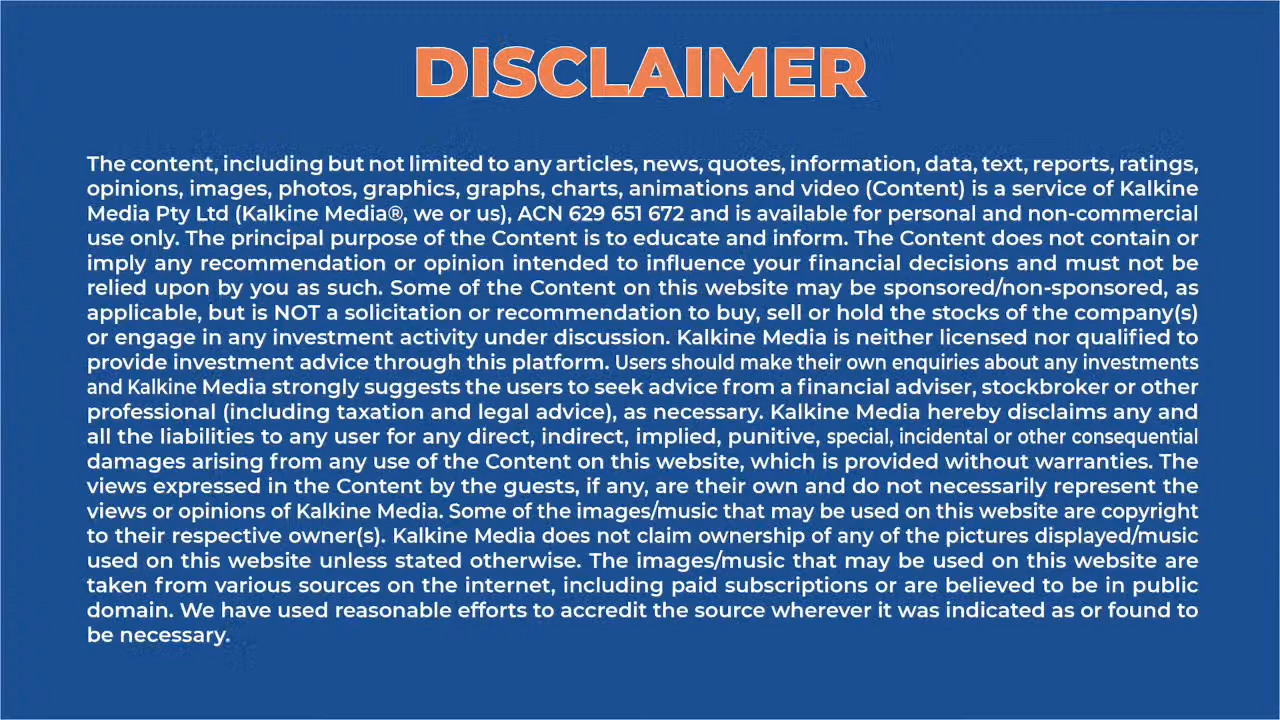 DISCLAIMER
The content, including but not limited to any articles, news, quotes, information, data, text, reports, ratings,
opinions, images, photos, graphics, graphs, charts, animations and video (Content) is a service of Kalkine
Media Pty Ltd (Kalkine Media®, we or us), ACN 629 651 672 and is available for personal and non-commercial
use only. The principal purpose of the Content is to educate and inform. The Content does not contain or
imply any recommendation or opinion intended to influence your financial decisions and must not be
relied upon by you as such. Some of the Content on this website may be sponsored/non-sponsored, as
applicable, but is NOT a solicitation or recommendation to buy, sell or hold the stocks of the company(s)
or engage in any investment activity under discussion. Kalkine Media is neither licensed nor qualified to
provide investment advice through this platform. Users should make their own enquiries about any investments
and Kalkine Media strongly suggests the users to seek advice from a financial adviser, stockbroker or other
professional (including taxation and legal advice), as necessary. Kalkine Media hereby disclaims any and
all the liabilities to any user for any direct, indirect, implied, punitive, special, incidental or other consequential
damages arising from any use of the Content on this website, which is provided without warranties. The
views expressed in the Content by the guests, if any, are their own and do not necessarily represent the
views or opinions of Kalkine Media. Some of the images/music that may be used on this website are copyright
to their respective owner(s). Kalkine Media does not claim ownership of any of the pictures displayed/music
used on this website unless stated otherwise. The images/music that may be used on this website are
taken from various sources on the internet, including paid subscriptions or are believed to be in public
domain. We have used reasonable efforts to accredit the source wherever it was indicated as or found to
be necessary.